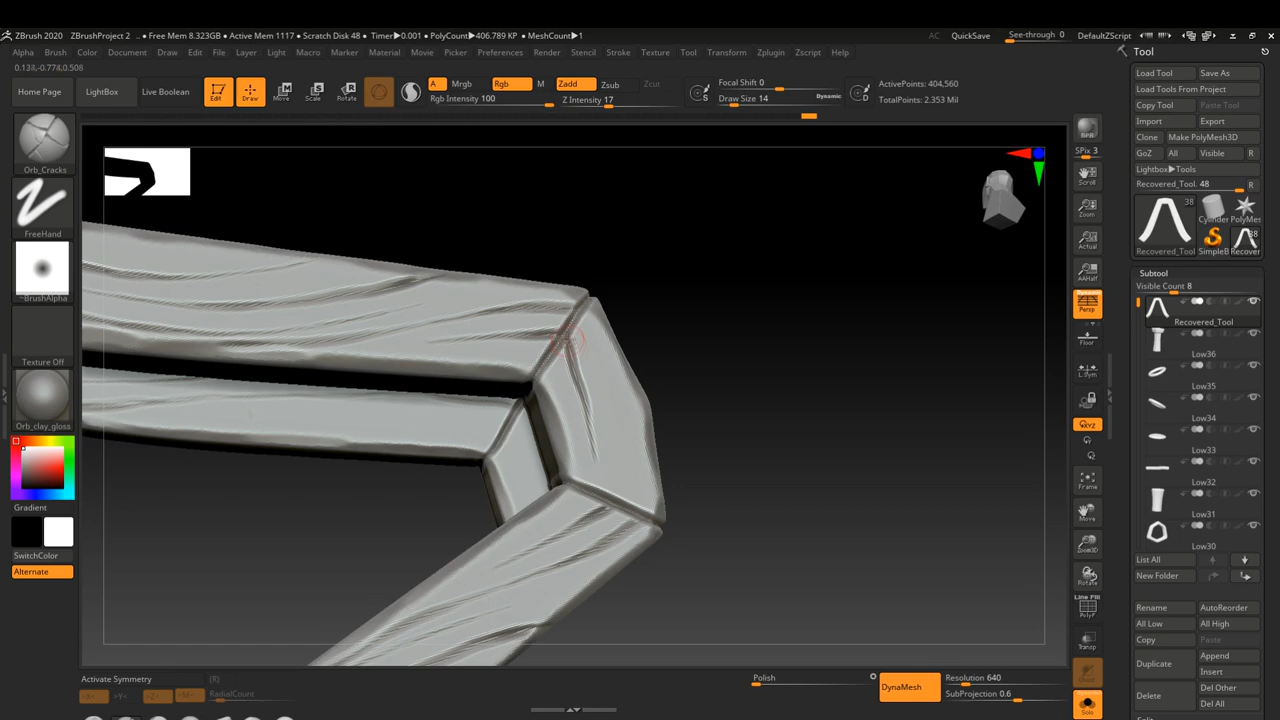 ZBrush 2020 ZBrushProject 2 .. • Free Mem 8.323GB • Active Mem 1117 • Scratch Disk 48 • Timer▶0.001 • PolyCount▶406.789 KP • MeshCount▶1
AC QuickSave See-through 0 DefaultZScript
Alpha Brush Color Document Draw Edit File Layer Light Macro Marker Material Movie Picker Preferences Render Stencil Stroke Texture Tool Transform Zplugin Zscript Help
Tool
Home Page
LightBox
Live Boolean
Edit
Draw
Move
Scale
Rotate
A Mrgb Rgb M Zadd Zsub Zcut
Rgb Intensity 100
Z Intensity 17
S
Focal Shift 0
Draw Size 14
Dynamic
D
ActivePoints: 404,560
TotalPoints: 2.353 Mil
Orb_Cracks
FreeHand
~BrushAlpha
Texture Off
Orb_clay_gloss
Gradient
SwitchColor
Alternate
BPR
SPix 3
Scroll
Zoom
Actual
AAHalf
Dynamic
Persp
Floor
L.Sym
XYZ
Frame
Move
Zoom3D
Rotate
Line Fill
PolyF
Transp
Ghost
Dynamic
Solo
Load Tool Save As
Load Tools From Project
Copy Tool Paste Tool
Import Export
Clone Make PolyMesh3D
GoZ All Visible R
Lightbox▶Tools
Recovered_Tool. 48 R
38
Recovered_Tool
Cylinder
PolyMes
SimpleB
38
Recover
Subtool
Visible Count 8
Recovered_Tool
Low36
Low35
Low34
Low33
Low32
Low31
Low30
List All
New Folder
Rename AutoReorder
All Low All High
Copy Paste
Duplicate
Append
Insert
Delete
Del Other
Del All
Activate Symmetry (R)
>X< >Y< >Z< >M< RadialCount
Polish
DynaMesh
Resolution 640
SubProjection 0.6